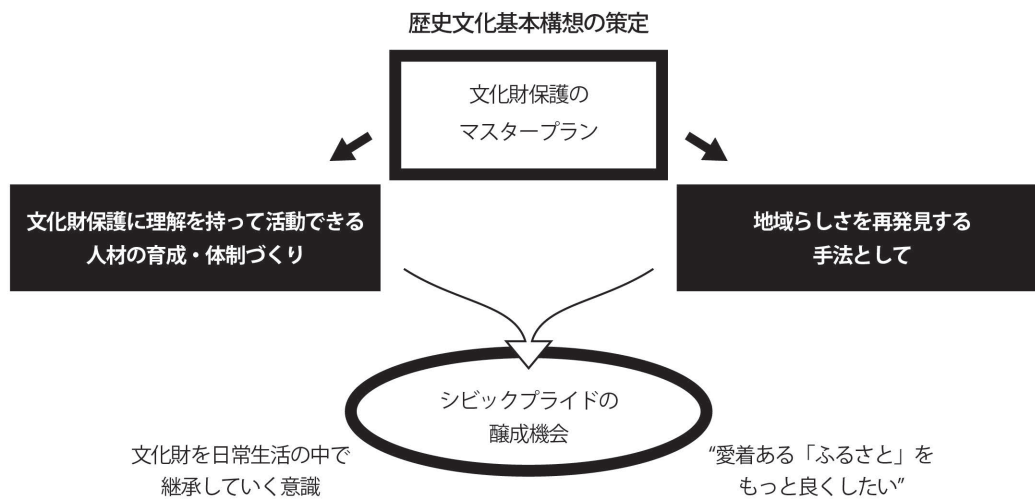 歴史文化基本構想の策定
文化財保護の
マスタープラン
文化財保護に理解を持って活動できる
人材の育成・体制づくり
地域らしさを再発見する
手法として
シビックプライドの
醸成機会
文化財を日常生活の中で
継承していく意識
“愛着ある「ふるさと」を
もっと良くしたい”